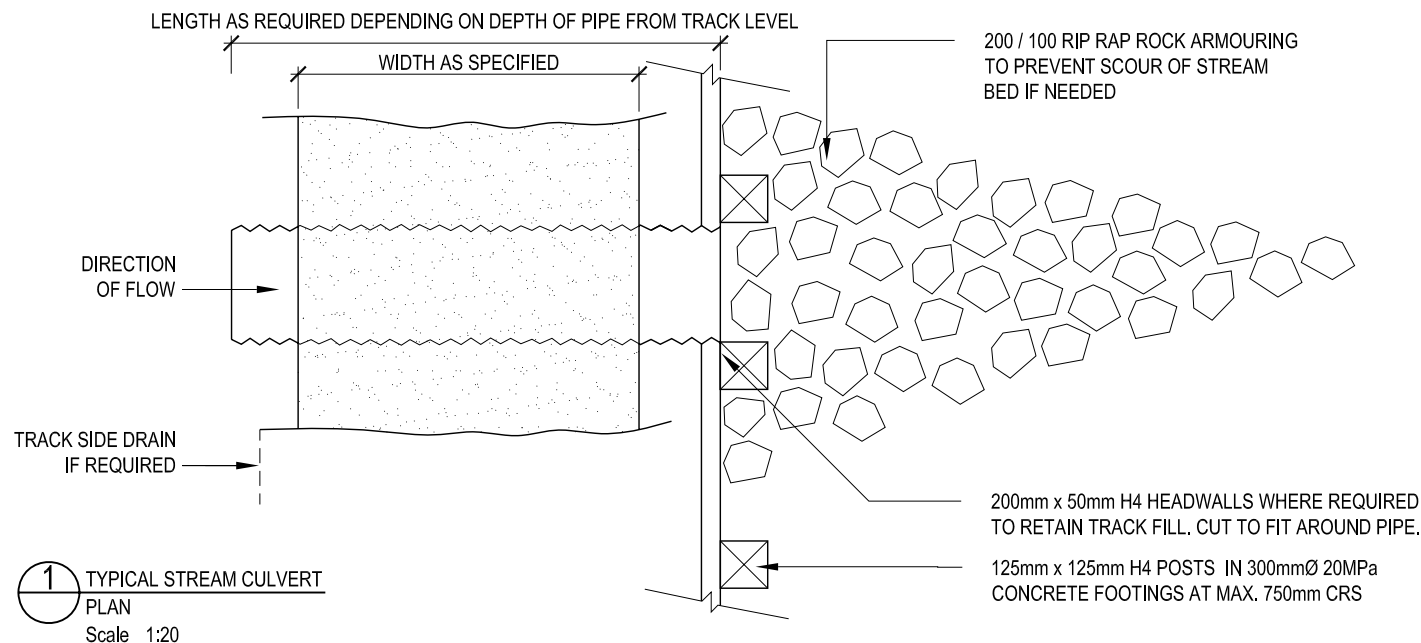 LENGTH AS REQUIRED DEPENDING ON DEPTH OF PIPE FROM TRACK LEVEL
WIDTH AS SPECIFIED
200 / 100 RIP RAP ROCK ARMOURING
TO PREVENT SCOUR OF STREAM
BED IF NEEDED
DIRECTION
OF FLOW
TRACK SIDE DRAIN
IF REQUIRED
200mm x 50mm H4 HEADWALLS WHERE REQUIRED
TO RETAIN TRACK FILL. CUT TO FIT AROUND PIPE.
125mm x 125mm H4 POSTS IN 300mmØ 20MPa
CONCRETE FOOTINGS AT MAX. 750mm CRS
1
TYPICAL STREAM CULVERT
PLAN
Scale 1:20